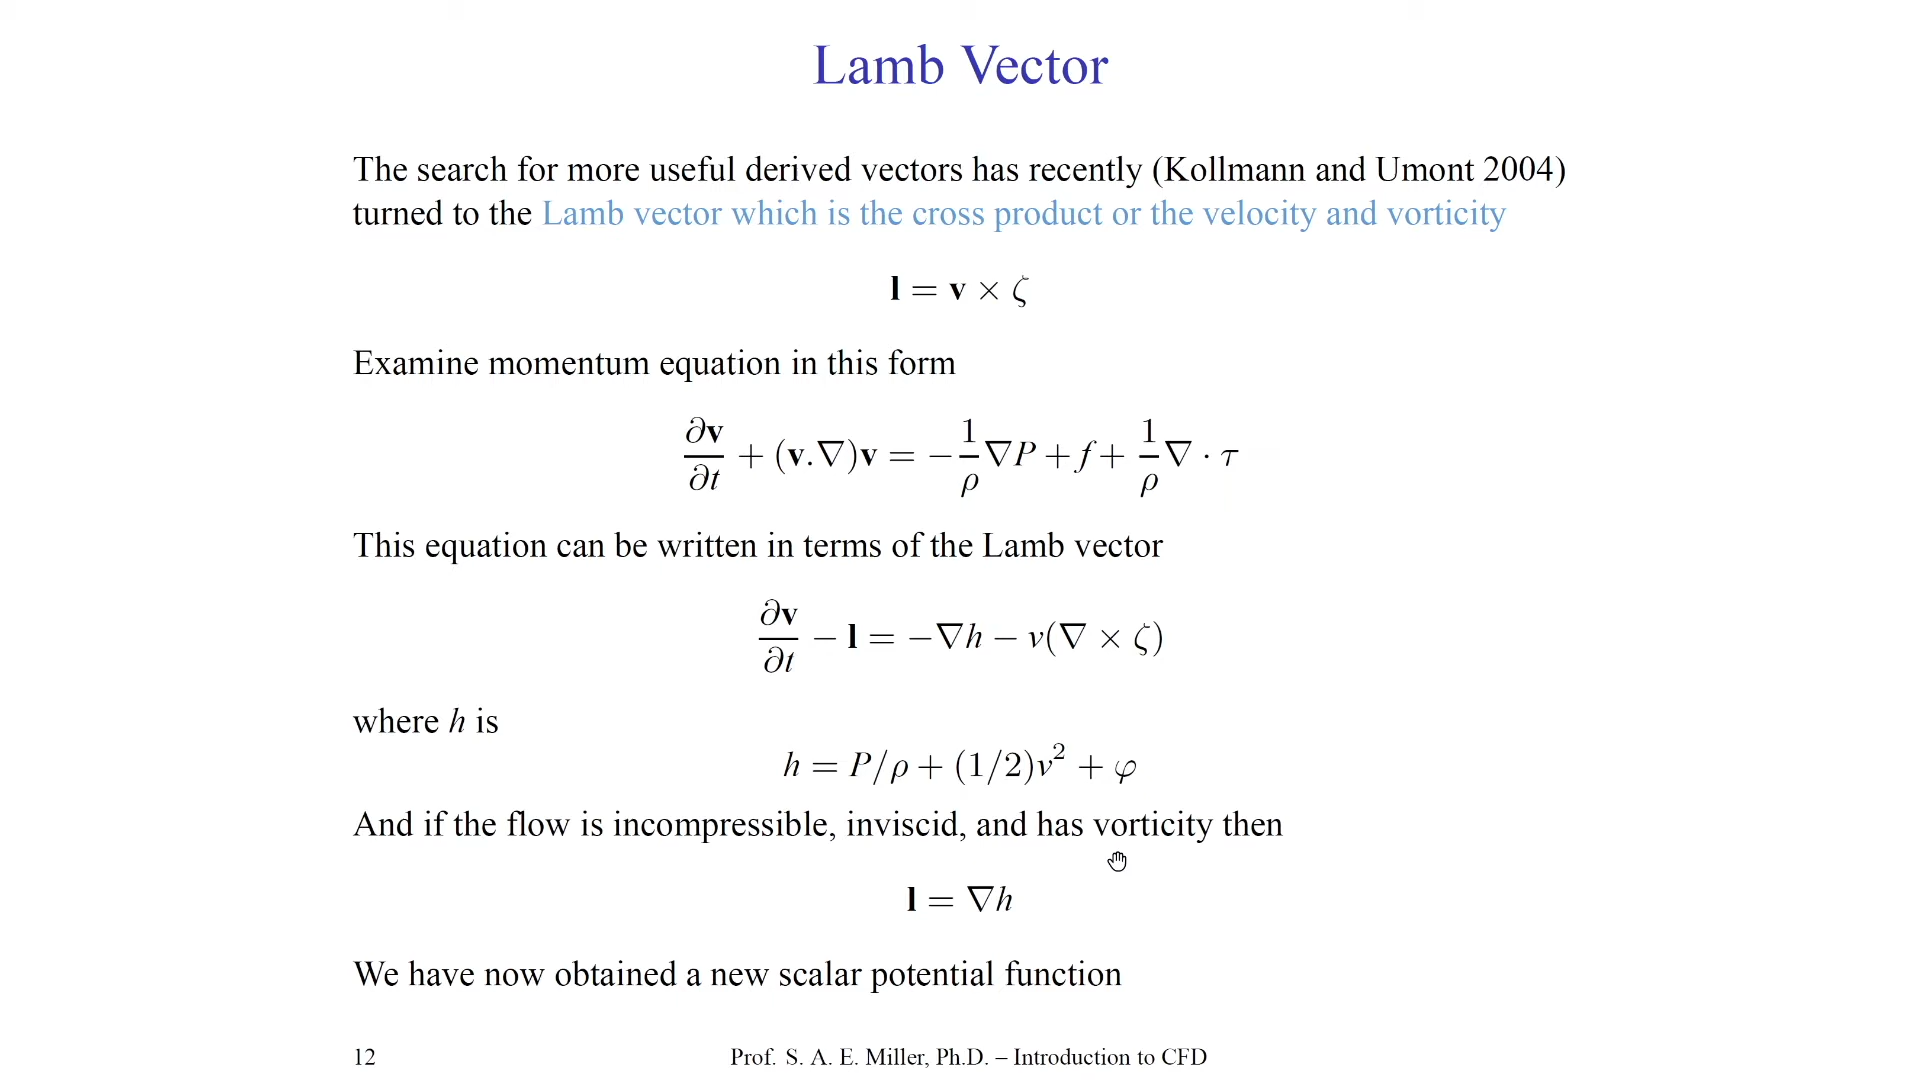 Lamb Vector
The search for more useful derived vectors has recently (Kollmann and Umont 2004)
turned to the Lamb vector which is the cross product or the velocity and vorticity
l = v × ζ
Examine momentum equation in this form
∂v/∂t + (v.∇)v = −1/ρ ∇P + f + 1/ρ ∇ · τ
This equation can be written in terms of the Lamb vector
∂v/∂t − l = −∇h − v(∇ × ζ)
where h is
h = P/ρ + (1/2)v² + φ
And if the flow is incompressible, inviscid, and has vorticity then
l = ∇h
We have now obtained a new scalar potential function
12 Prof. S. A. E. Miller, Ph.D. – Introduction to CFD